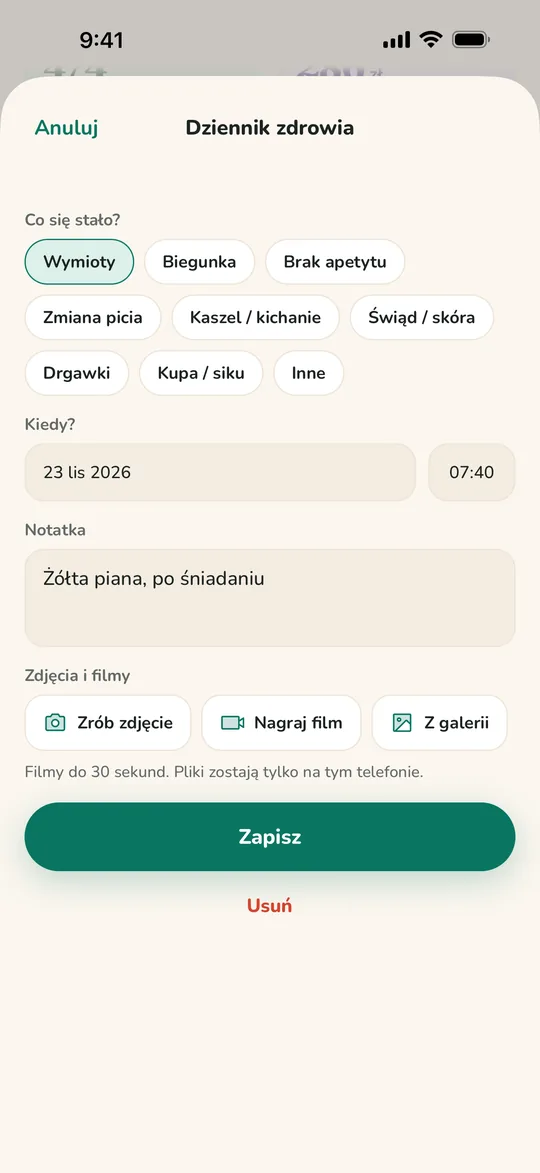 9:41
Anuluj
Dziennik zdrowia
Co się stało?
Wymioty
Biegunka
Brak apetytu
Zmiana picia
Kaszel / kichanie
Świąd / skóra
Drgawki
Kupa / siku
Inne
Kiedy?
23 lis 2026
07:40
Notatka
Żółta piana, po śniadaniu
Zdjęcia i filmy
Zrób zdjęcie
Nagraj film
Z galerii
Filmy do 30 sekund. Pliki zostają tylko na tym telefonie.
Zapisz
Usuń